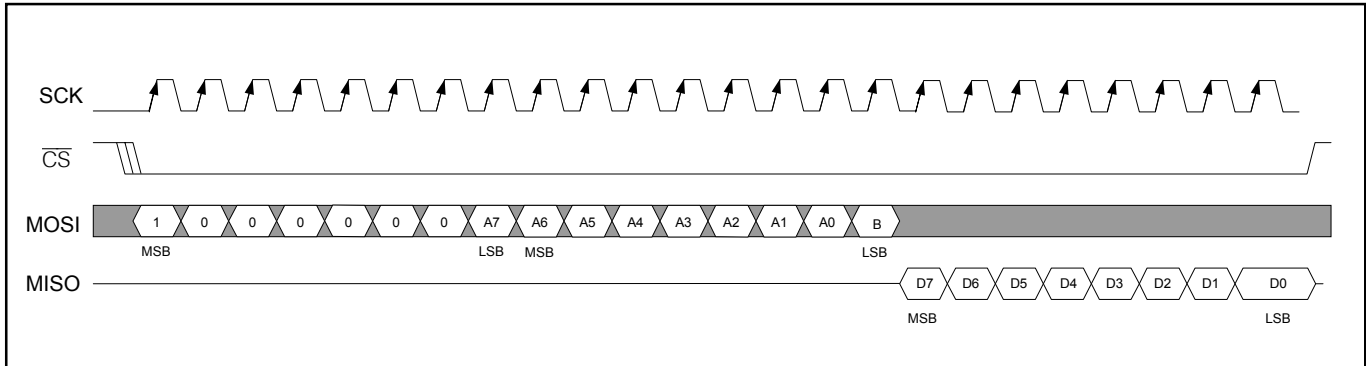 SCK
CS
MOSI 1 0 0 0 0 0 0 A7 A6 A5 A4 A3 A2 A1 A0 B
MSB LSB MSB LSB
MISO D7 D6 D5 D4 D3 D2 D1 D0
MSB LSB